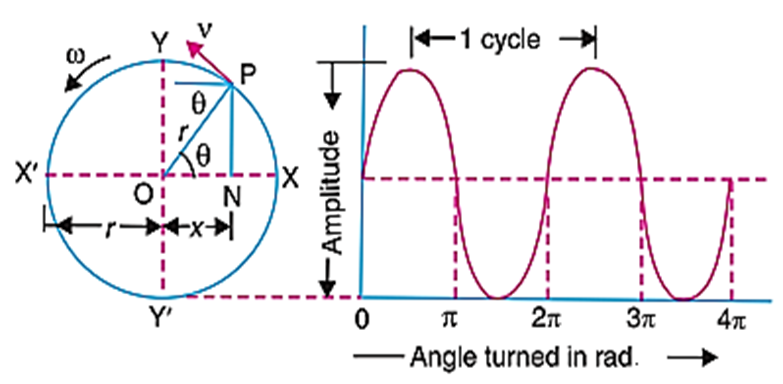 Y
ν
ω
P
θ
r
θ
X'
O
N
X
r
x
Y'
1 cycle
Amplitude
0
π
2π
3π
4π
Angle turned in rad.